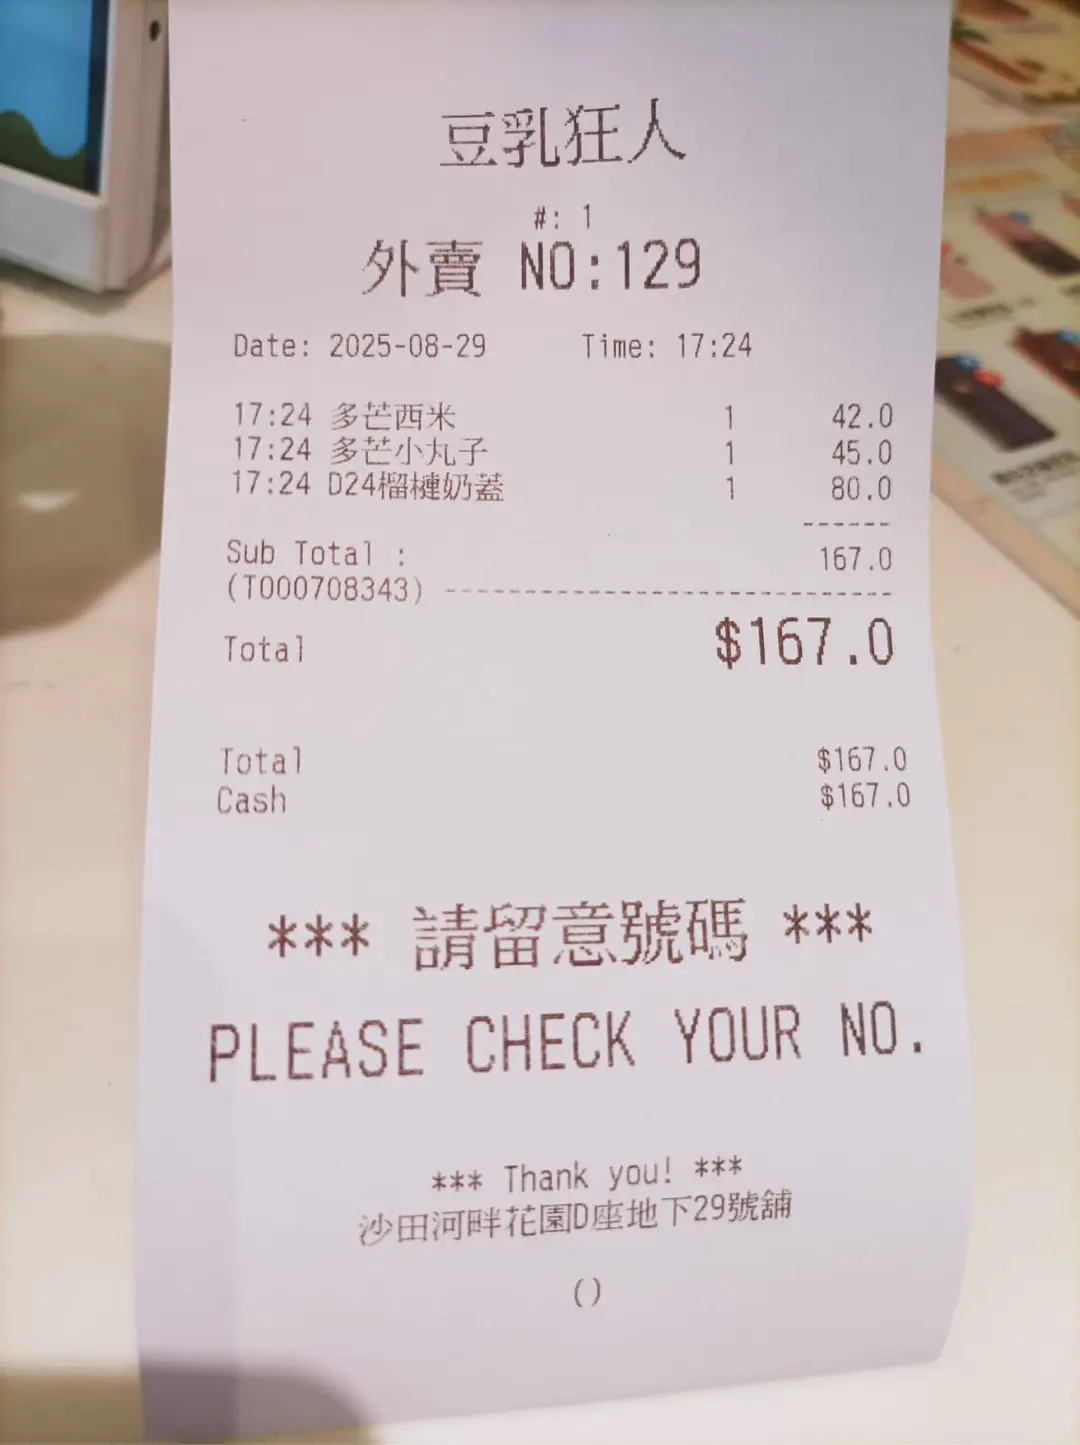 豆乳狂人
#: 1
外賣 NO:129
Date: 2025-08-29 Time: 17:24
17:24 多芒西米 1 42.0
17:24 多芒小丸子 1 45.0
17:24 D24榴槤奶蓋 1 80.0
------
Sub Total : 167.0
(T000708343) ----------------------------
Total $167.0
Total $167.0
Cash $167.0
*** 請留意號碼 ***
PLEASE CHECK YOUR NO.
*** Thank you! ***
沙田河畔花園D座地下29號舖
()